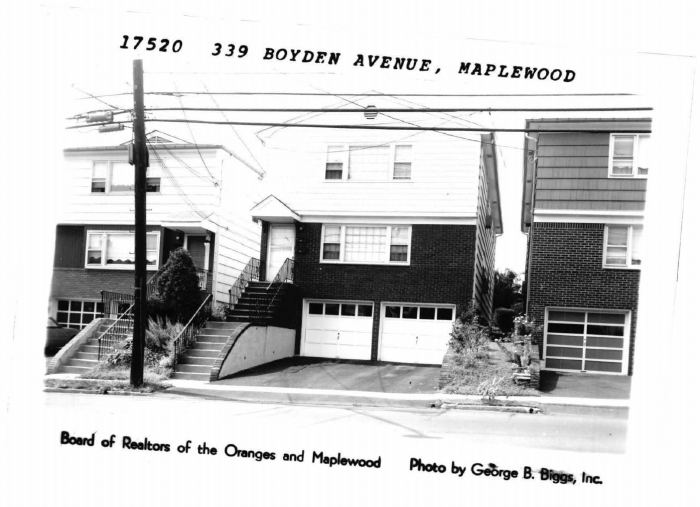 17520 339 BOYDEN AVENUE, MAPLEWOOD
Board of Realtors of the Oranges and Maplewood Photo by George B. Biggs, Inc.